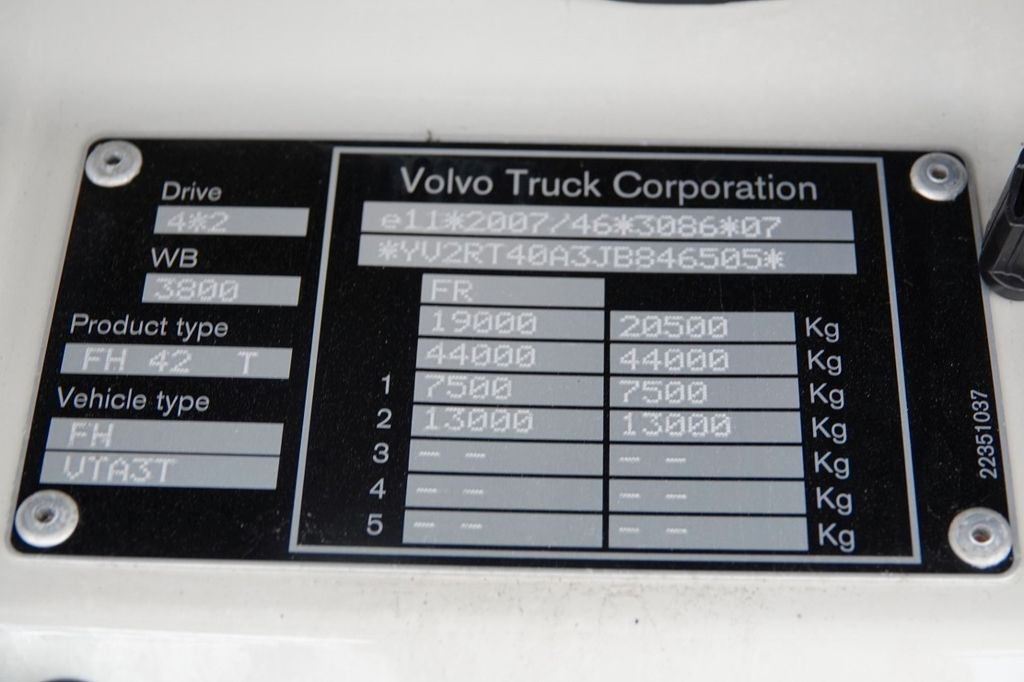 Drive
4*2
WB
3800
Product type
FH 42 T
Vehicle type
FH
VTA3T
Volvo Truck Corporation
e11*2007/46*3086*07
*YV2RT40A3JB846505*
FR
19000 20500 Kg
44000 44000 Kg
1 7500 7500 Kg
2 13000 13000 Kg
3 -- -- -- -- Kg
4 -- -- -- -- Kg
5 -- -- -- -- Kg
22351037